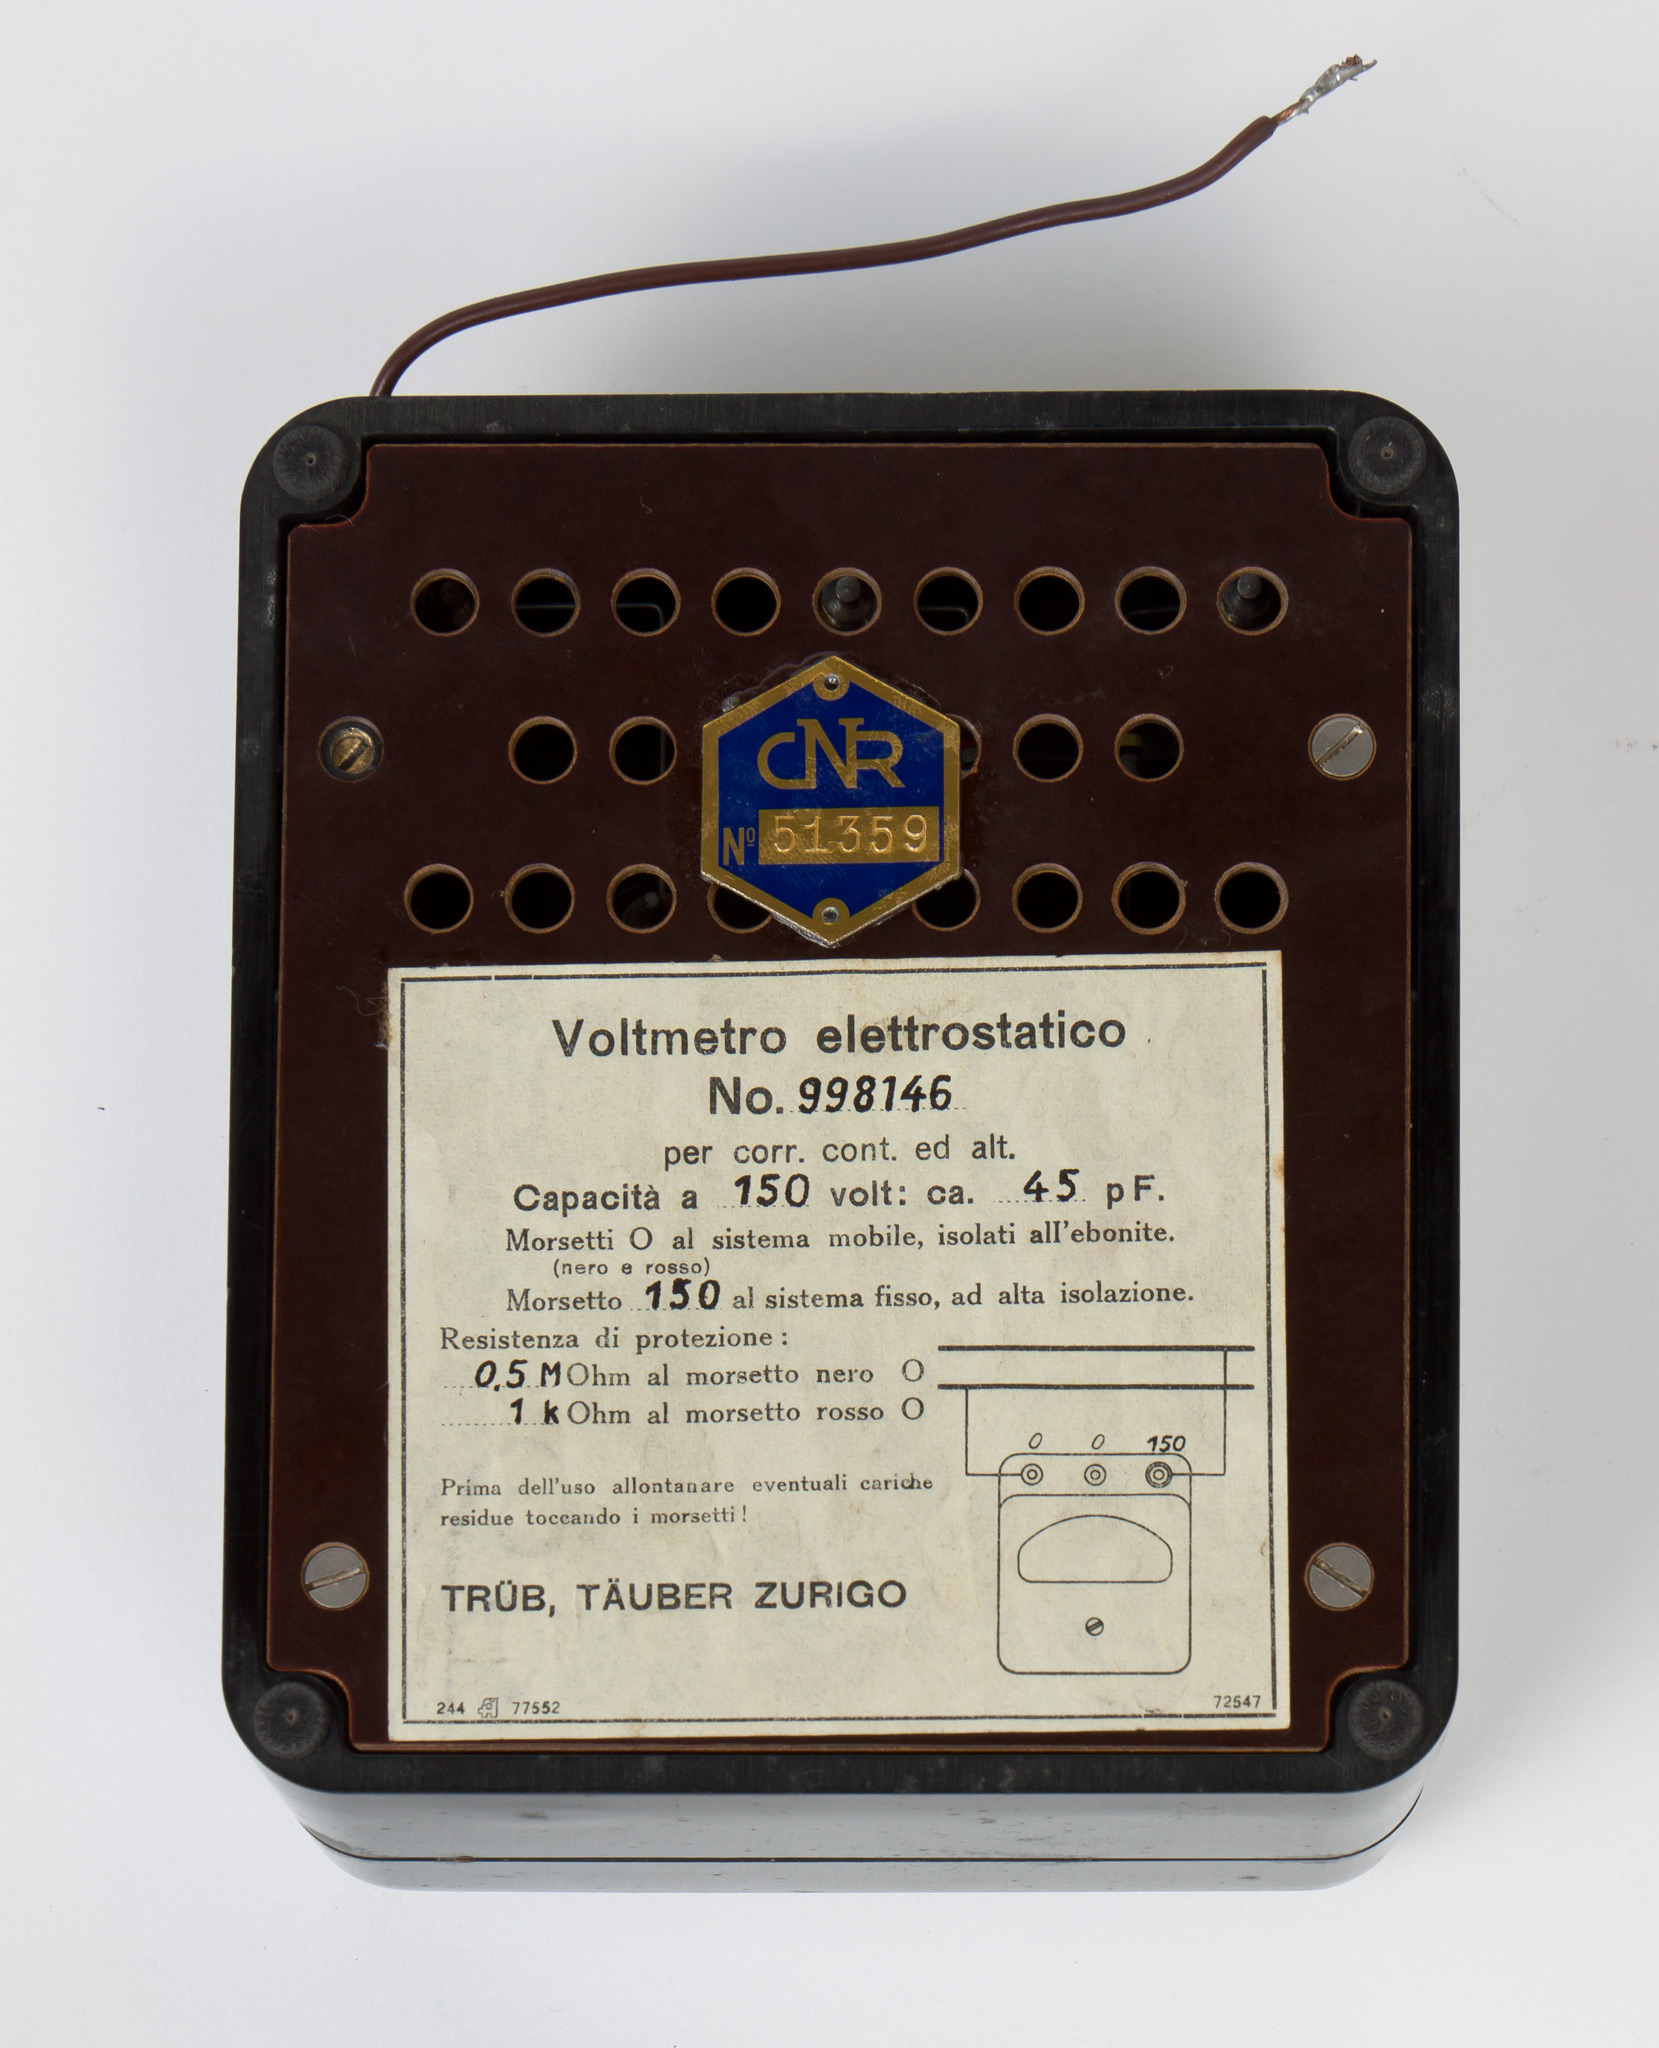 CNR
Nº 51359
Voltmetro elettrostatico
No. 998146
per corr. cont. ed alt.
Capacità a 150 volt: ca. 45 pF.
Morsetti O al sistema mobile, isolati all'ebonite.
(nero e rosso)
Morsetto 150 al sistema fisso, ad alta isolazione.
Resistenza di protezione:
0,5 M Ohm al morsetto nero O
1 k Ohm al morsetto rosso O
0 0 150
Prima dell'uso allontanare eventuali cariche
residue toccando i morsetti!
TRÜB, TÄUBER ZURIGO
244 77552
72547